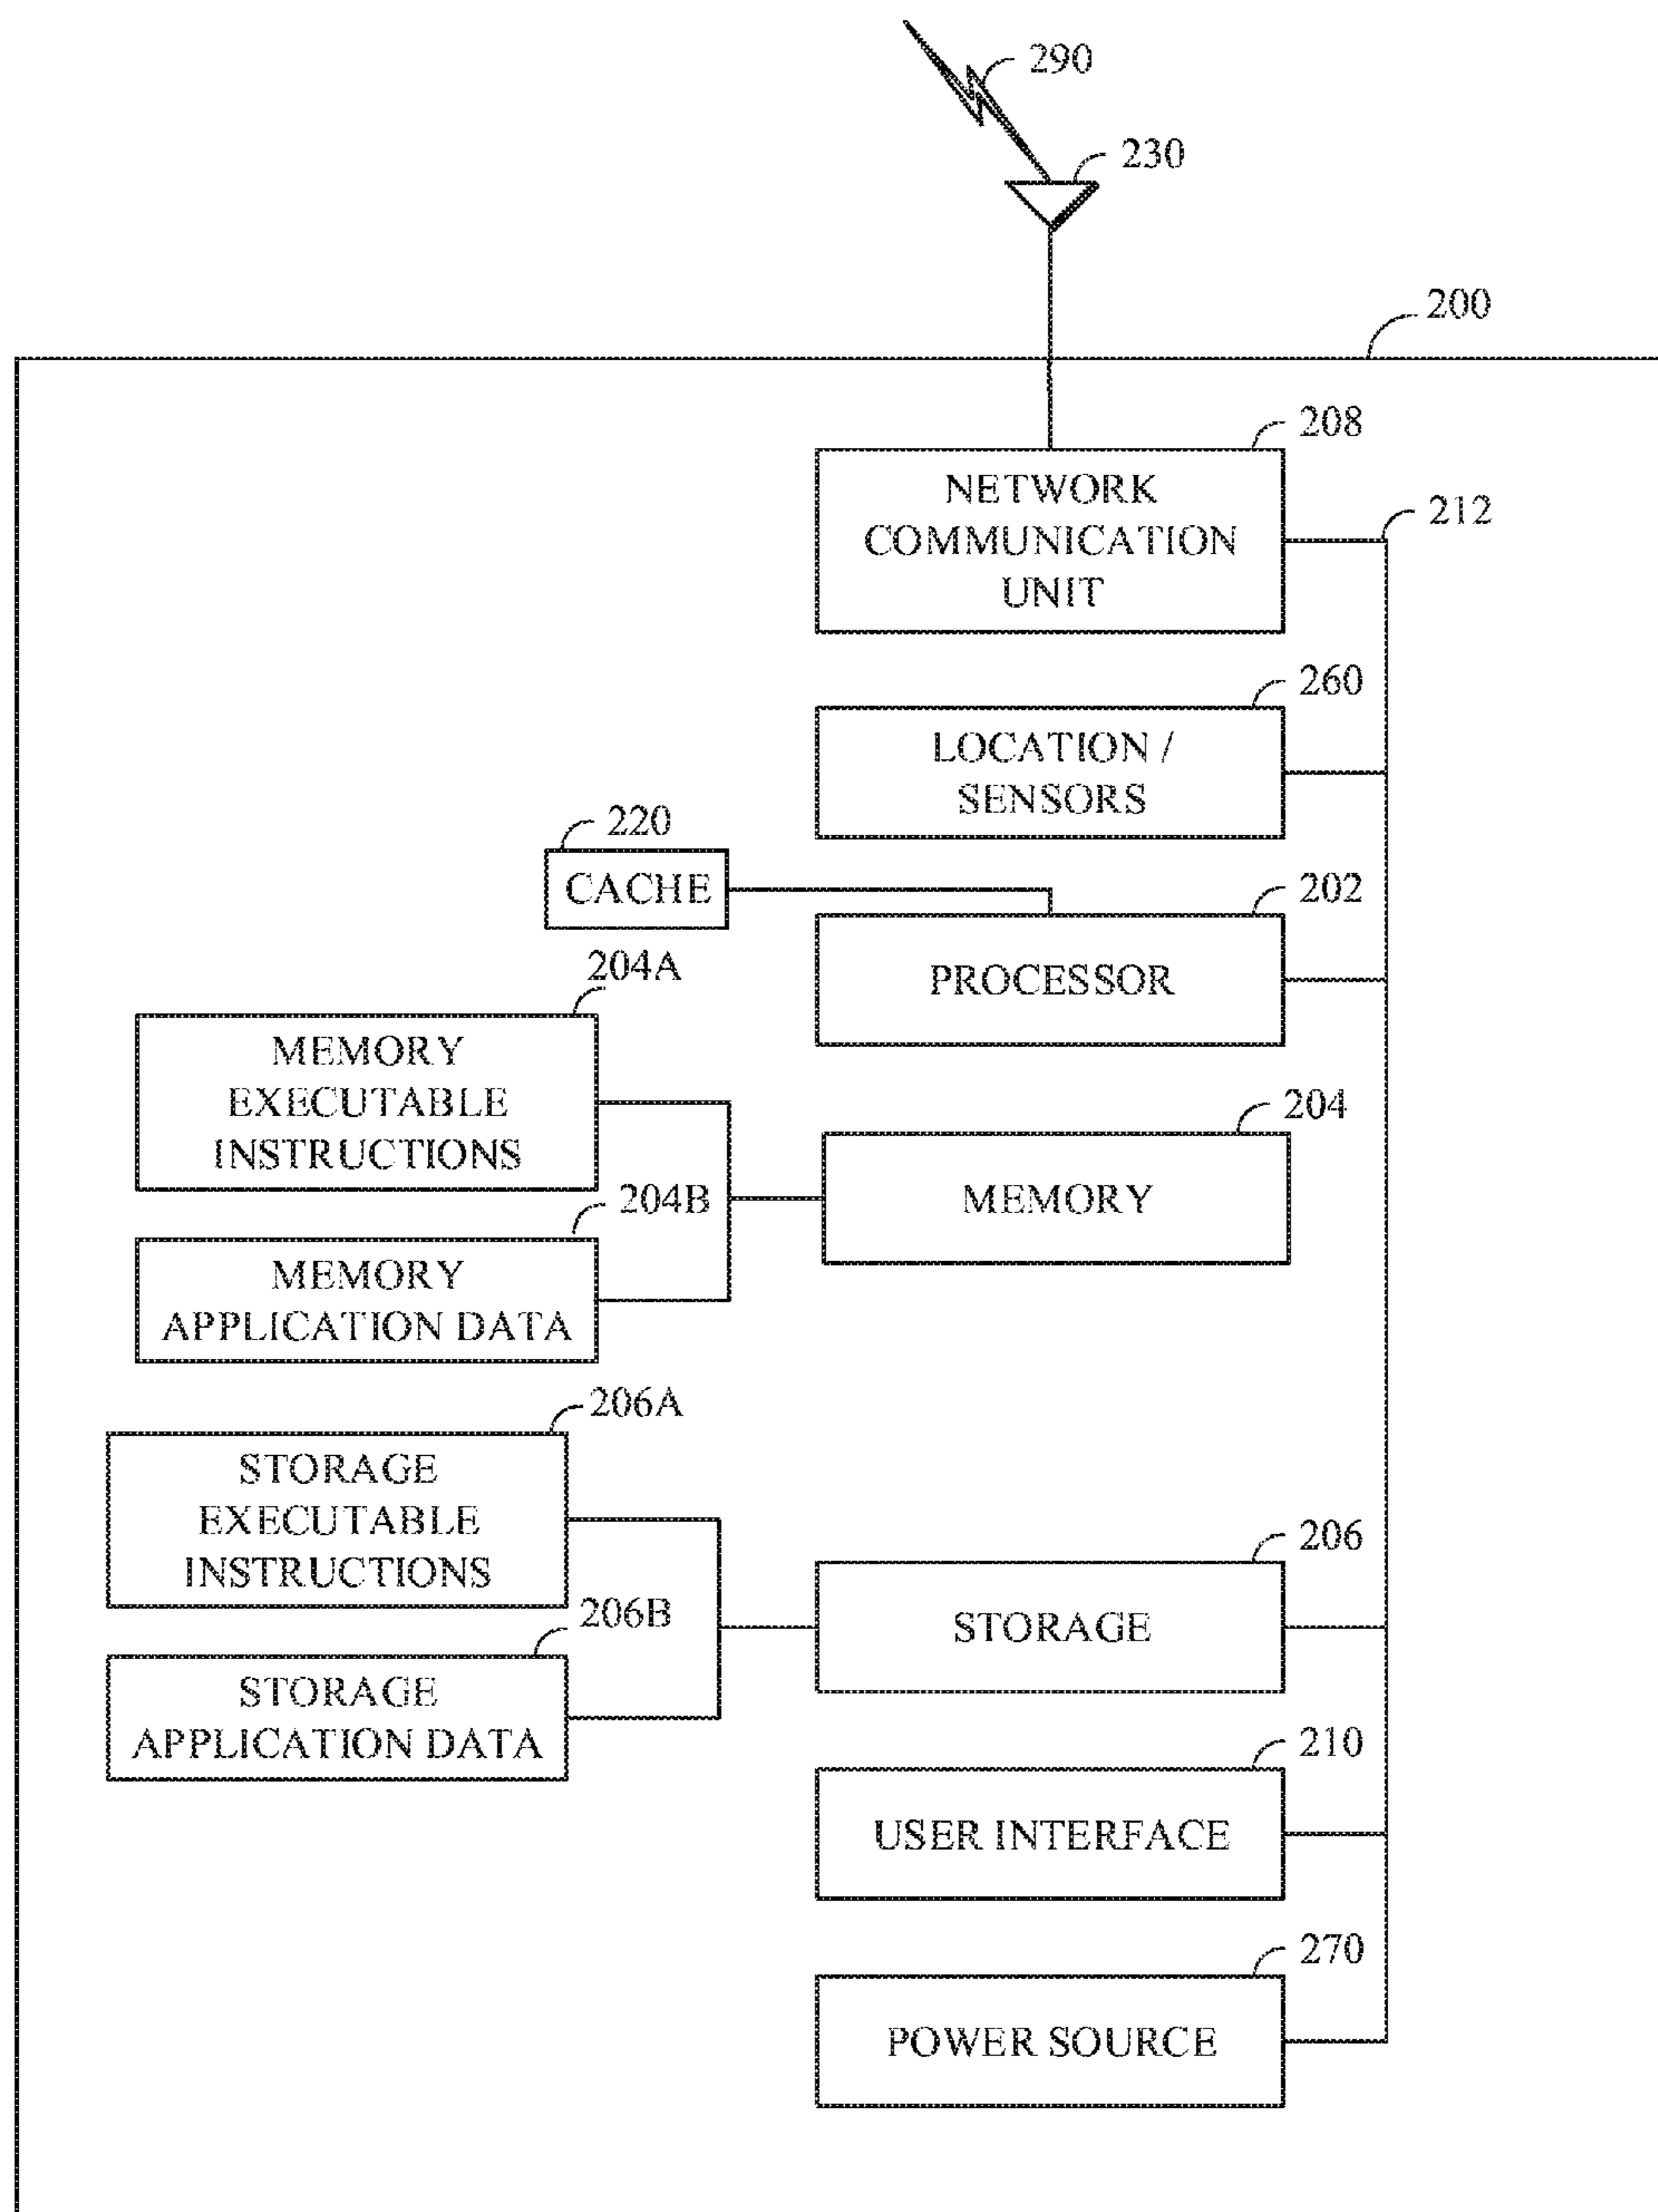 290
230
200
208
NETWORK
COMMUNICATION
UNIT
212
260
LOCATION /
SENSORS
220
CACHE
202
PROCESSOR
204A
MEMORY
EXECUTABLE
INSTRUCTIONS
204
MEMORY
204B
MEMORY
APPLICATION DATA
206A
STORAGE
EXECUTABLE
INSTRUCTIONS
206
STORAGE
206B
STORAGE
APPLICATION DATA
210
USER INTERFACE
270
POWER SOURCE